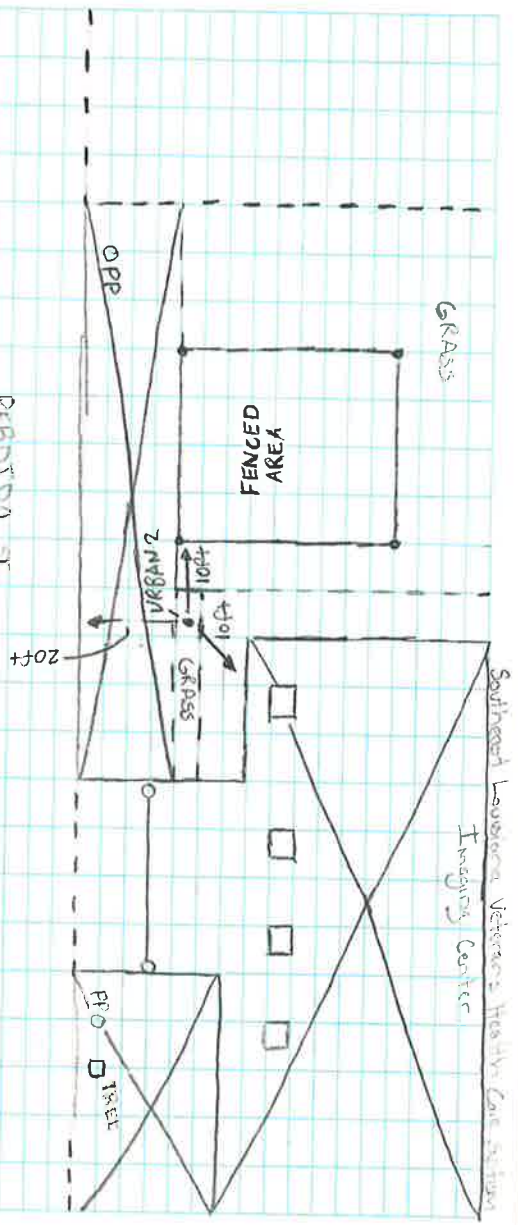 Southeast Louisiana Veterans Health Care System
Imaging Center
GRASS
FENCED
AREA
10ft
10ft
GRASS
URBAN 2
20ft
OPP
PPO
TREE